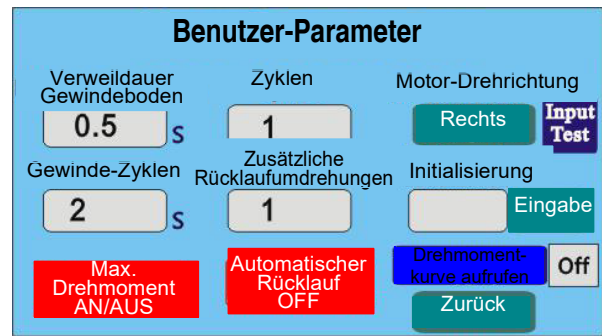 Benutzer-Parameter
Verweildauer
Gewindeboden
0.5 s
Zyklen
1
Motor-Drehrichtung
Rechts
Input
Test
Gewinde-Zyklen
2 s
Zusätzliche
Rücklaufumdrehungen
1
Initialisierung
Eingabe
Max.
Drehmoment
AN/AUS
Automatischer
Rücklauf
OFF
Drehmoment-
kurve aufrufen
Off
Zurück